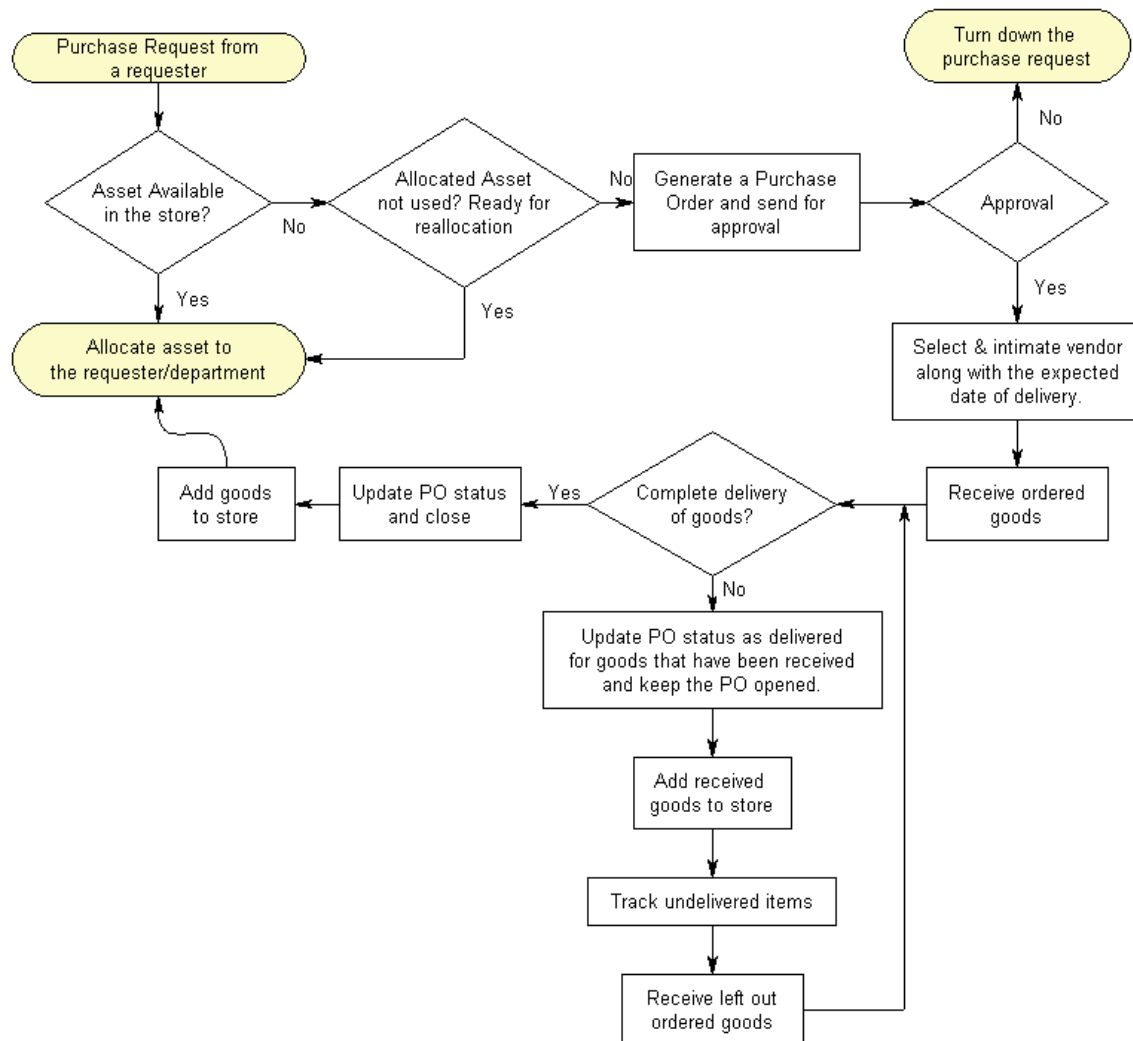 Purchase Request from
a requester
Turn down the
purchase request
No
Asset Available
in the store?
No
Allocated Asset
not used? Ready for
reallocation
No
Generate a Purchase
Order and send for
approval
Approval
Yes
Yes
Yes
Allocate asset to
the requester/department
Select & intimate vendor
along with the expected
date of delivery.
Add goods
to store
Update PO status
and close
Yes
Complete delivery
of goods?
Receive ordered
goods
No
Update PO status as delivered
for goods that have been received
and keep the PO opened.
Add received
goods to store
Track undelivered items
Receive left out
ordered goods